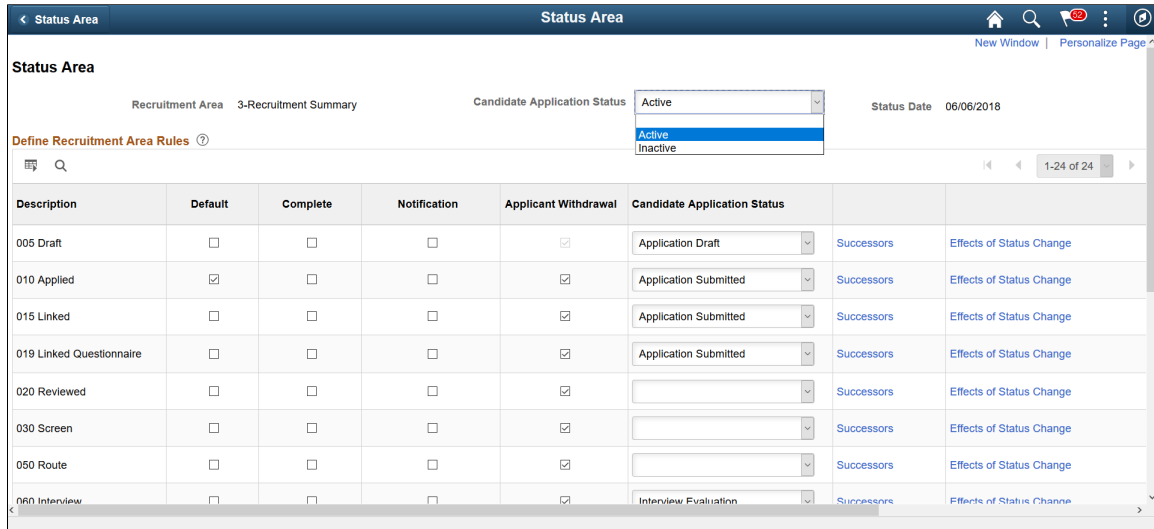 Status Area
Status Area
52
New Window | Personalize Page
Status Area
Recruitment Area 3-Recruitment Summary Candidate Application Status Active Status Date 06/06/2018
Active
Inactive
Define Recruitment Area Rules ?
1-24 of 24
Description Default Complete Notification Applicant Withdrawal Candidate Application Status
005 Draft Application Draft Successors Effects of Status Change
010 Applied Application Submitted Successors Effects of Status Change
015 Linked Application Submitted Successors Effects of Status Change
019 Linked Questionnaire Application Submitted Successors Effects of Status Change
020 Reviewed Successors Effects of Status Change
030 Screen Successors Effects of Status Change
050 Route Successors Effects of Status Change
060 Interview Interview Evaluation Successors Effects of Status Change